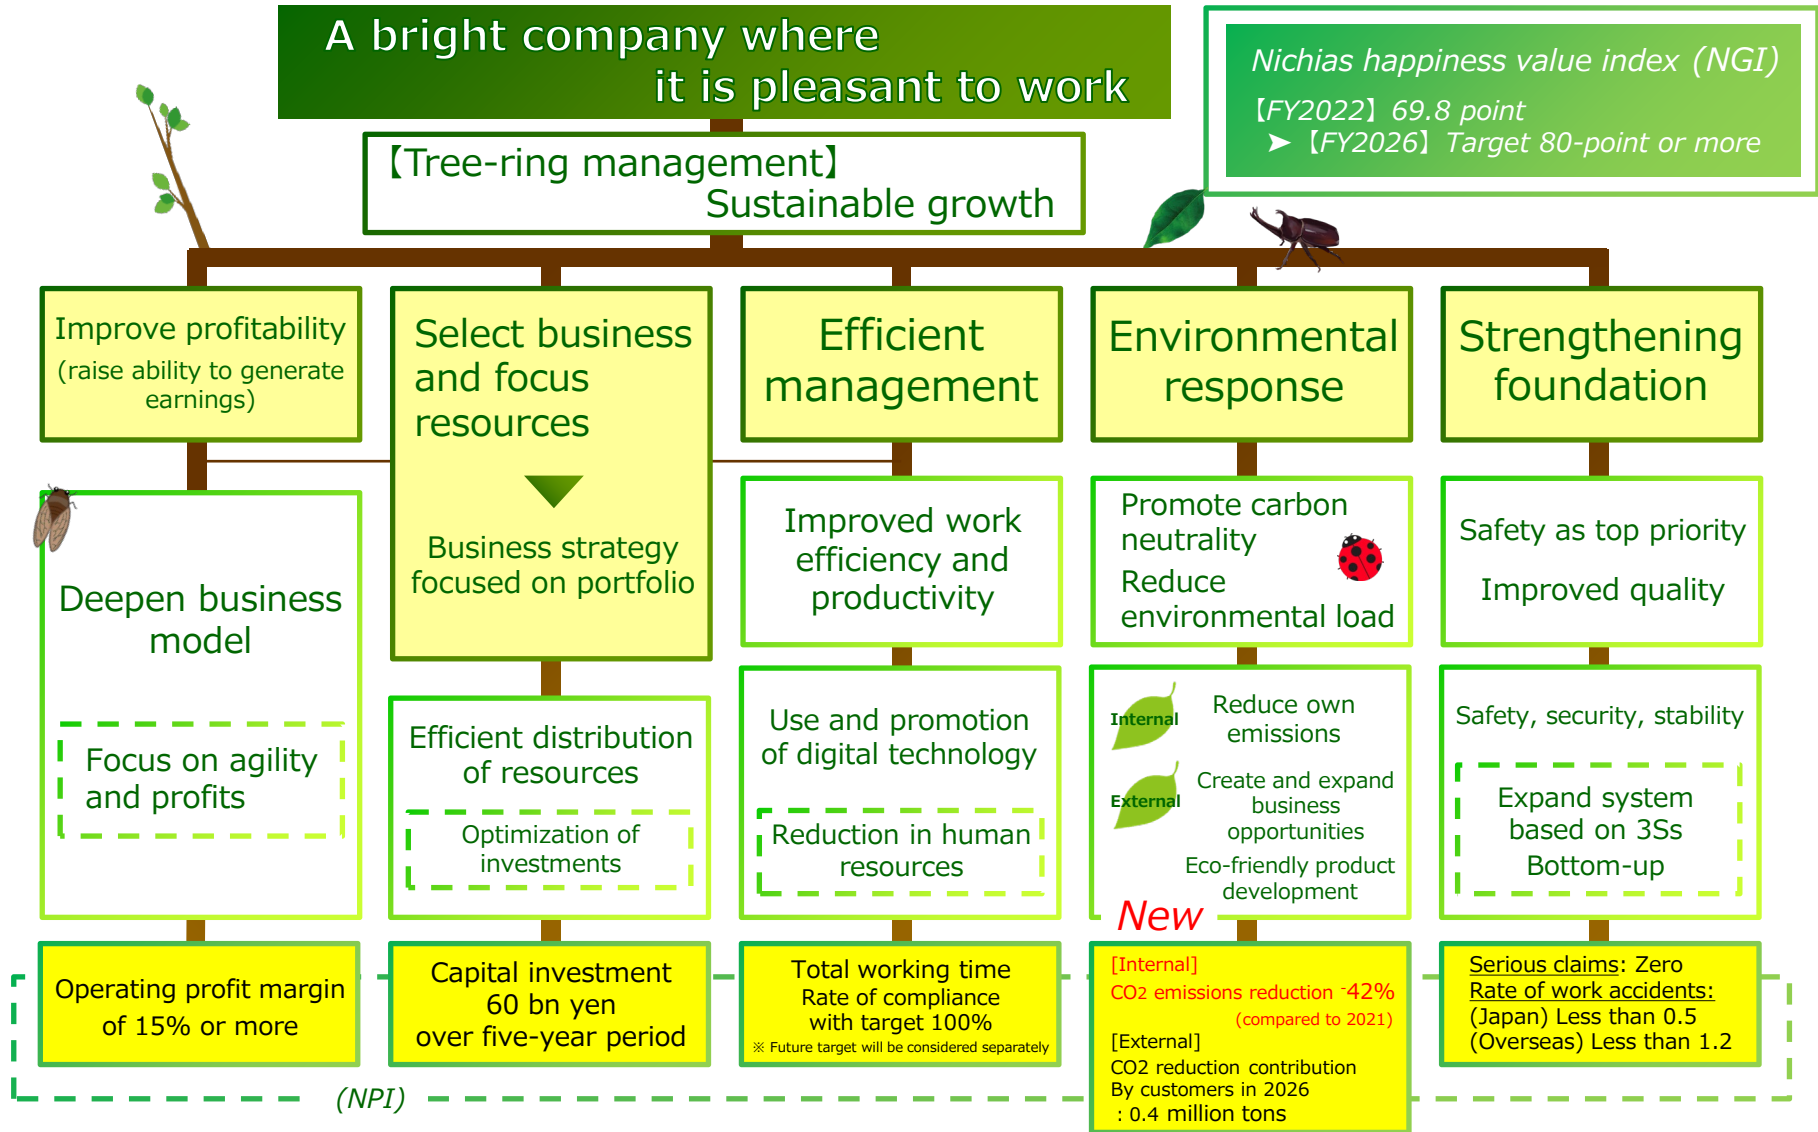 A bright company where
it is pleasant to work
Nichias happiness value index (NGI)
【FY2022】 69.8 point
➤【FY2026】 Target 80-point or more
【Tree-ring management】
Sustainable growth
Improve profitability
(raise ability to generate
earnings)
Deepen business
model
Focus on agility
and profits
Operating profit margin
of 15% or more
Select business
and focus
resources
Business strategy
focused on portfolio
Efficient distribution
of resources
Optimization of
investments
Capital investment
60 bn yen
over five-year period
Efficient
management
Improved work
efficiency and
productivity
Use and promotion
of digital technology
Reduction in human
resources
Total working time
Rate of compliance
with target 100%
※ Future target will be considered separately
Environmental
response
Promote carbon
neutrality
Reduce
environmental load
Internal
Reduce own
emissions
External
Create and expand
business
opportunities
Eco-friendly product
development
New
[Internal]
CO2 emissions reduction -42%
(compared to 2021)
[External]
CO2 reduction contribution
By customers in 2026
: 0.4 million tons
Strengthening
foundation
Safety as top priority
Improved quality
Safety, security, stability
Expand system
based on 3Ss
Bottom-up
Serious claims: Zero
Rate of work accidents:
(Japan) Less than 0.5
(Overseas) Less than 1.2
(NPI)